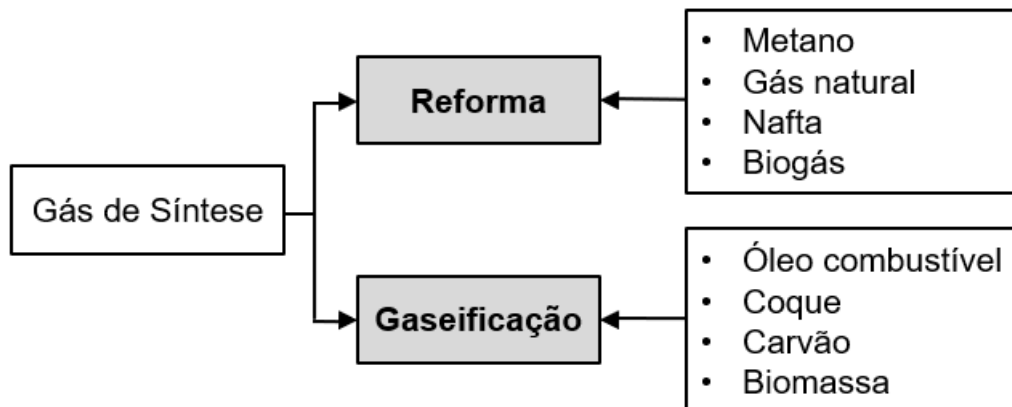 Gás de Síntese
Reforma
• Metano
• Gás natural
• Nafta
• Biogás
Gaseificação
• Óleo combustível
• Coque
• Carvão
• Biomassa